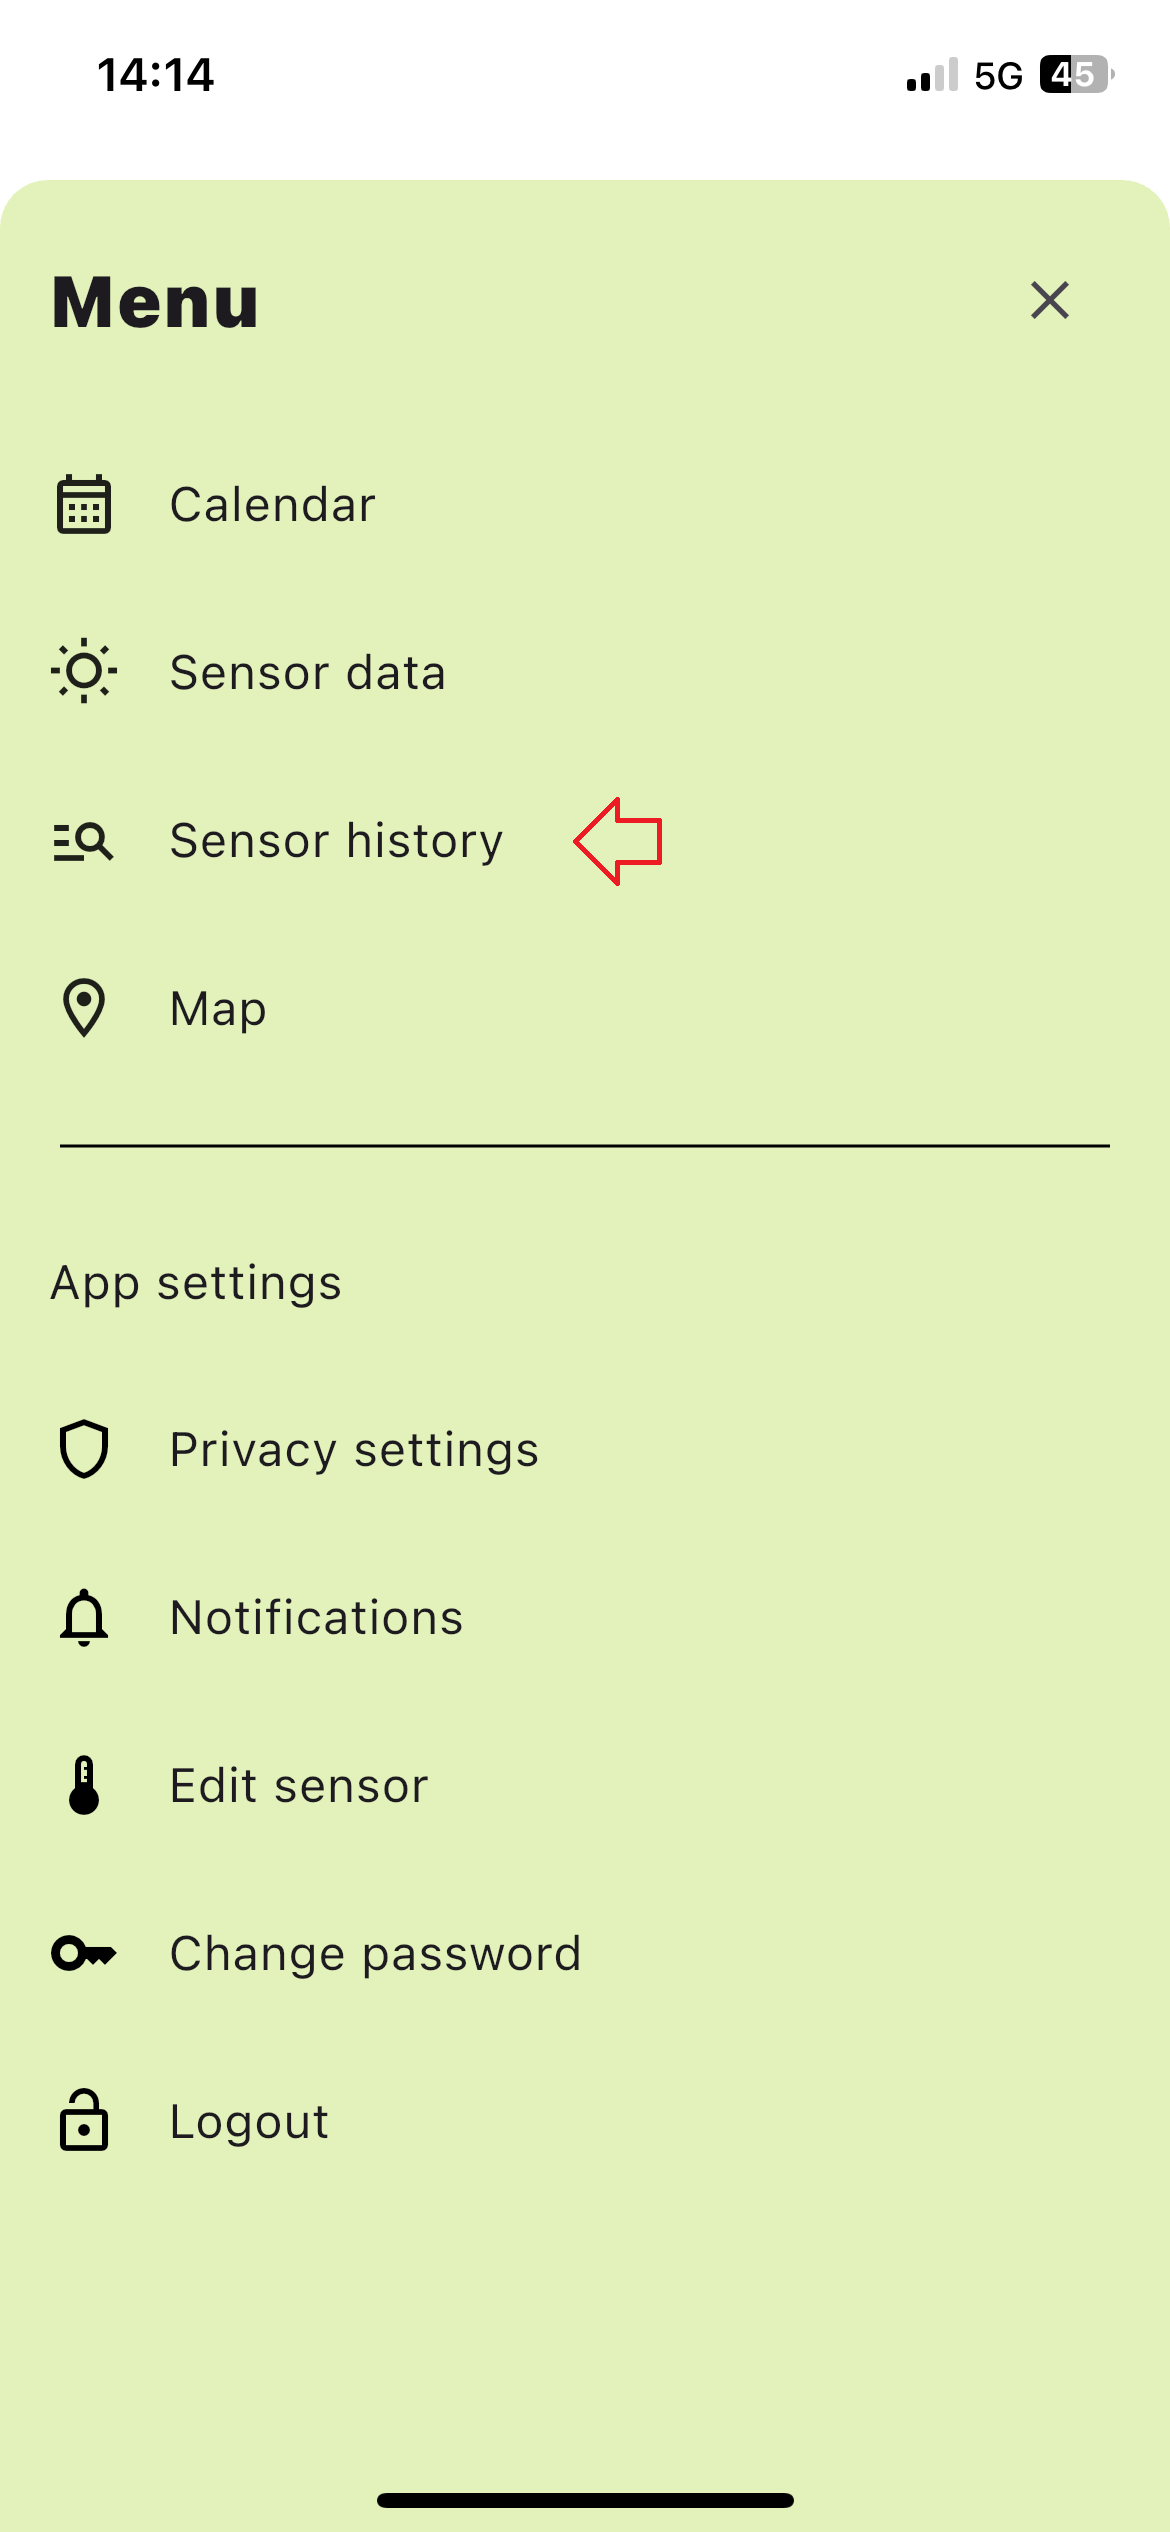 14:14
5G 45
Menu
Calendar
Sensor data
Sensor history
Map
App settings
Privacy settings
Notifications
Edit sensor
Change password
Logout